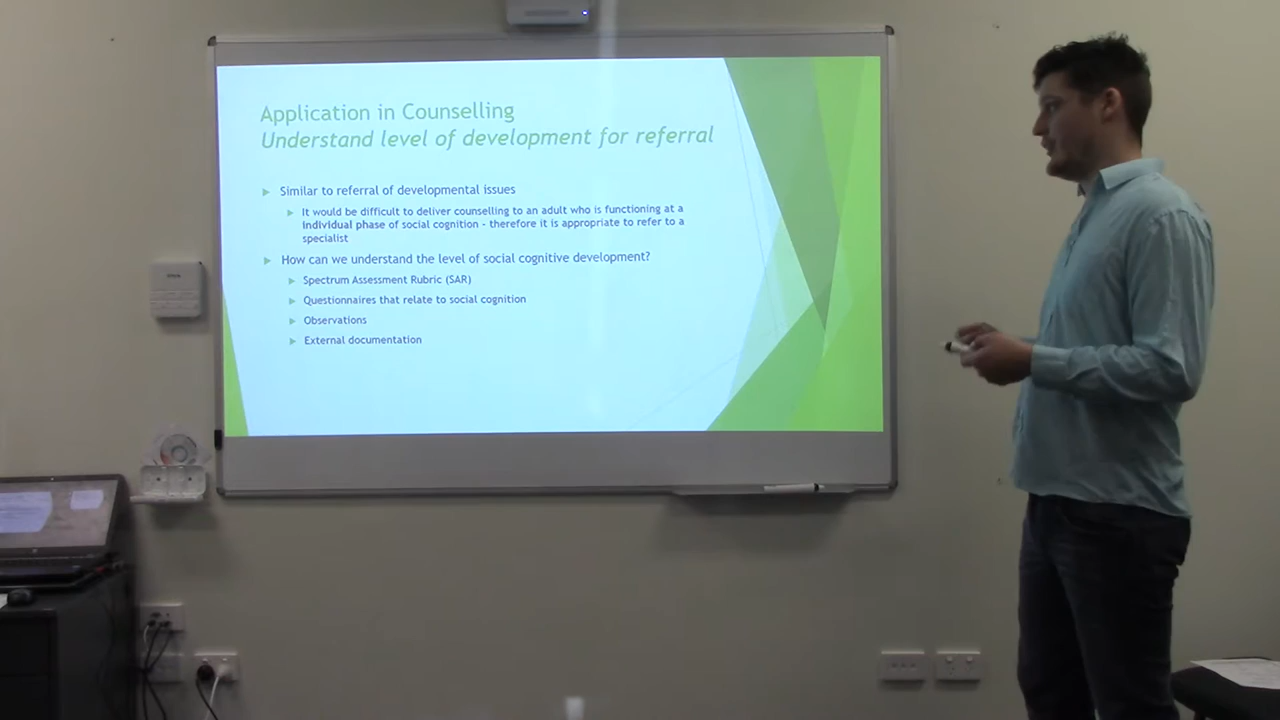 Application in Counselling
Understand level of development for referral
Similar to referral of developmental issues
It would be difficult to deliver counselling to an adult who is functioning at a
individual phase of social cognition - therefore it is appropriate to refer to a
specialist
How can we understand the level of social cognitive development?
Spectrum Assessment Rubric (SAR)
Questionnaires that relate to social cognition
Observations
External documentation